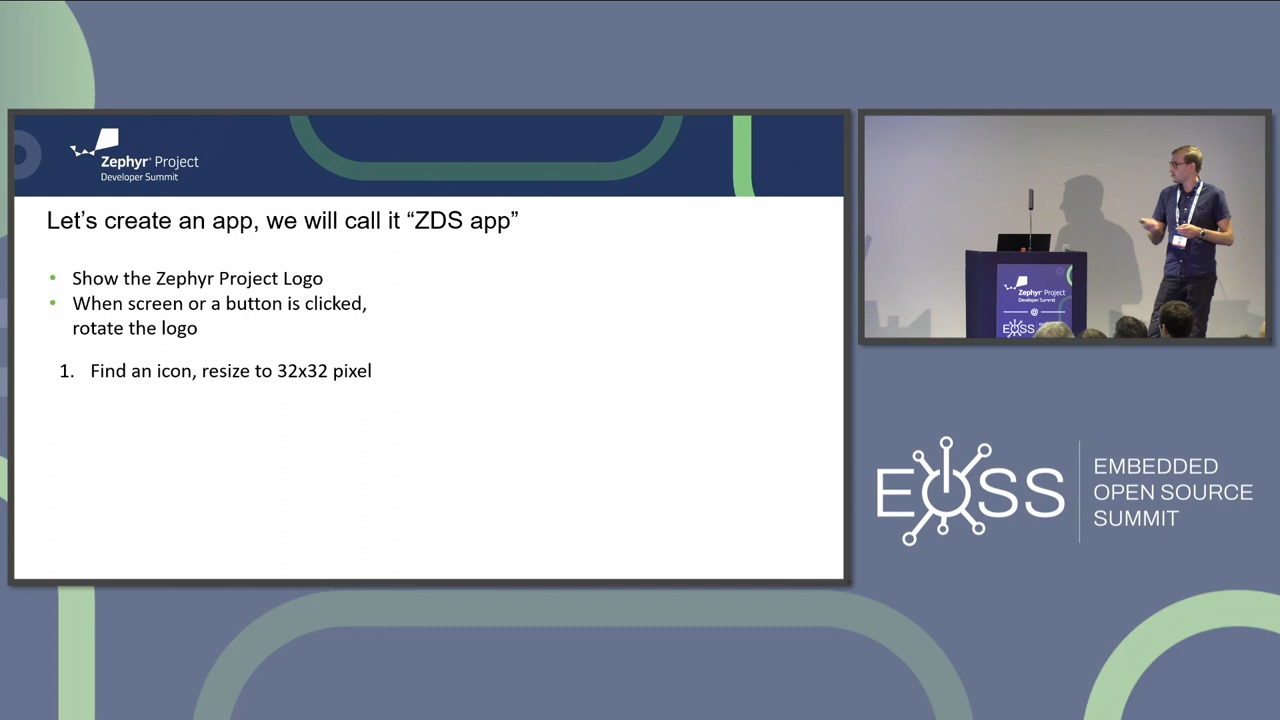 Zephyr® Project
Developer Summit
Let's create an app, we will call it “ZDS app”
• Show the Zephyr Project Logo
• When screen or a button is clicked,
rotate the logo
1. Find an icon, resize to 32x32 pixel
Zephyr Project
Developer Summit
@
EOSS
EOSS
EMBEDDED
OPEN SOURCE
SUMMIT